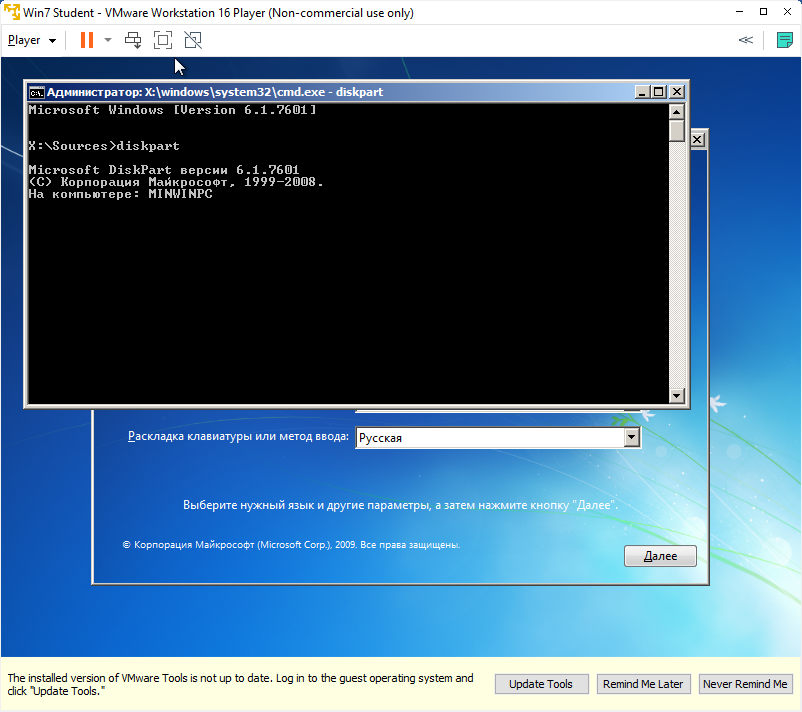 Win7 Student - VMware Workstation 16 Player (Non-commercial use only)
Player
Администратор: X:\windows\system32\cmd.exe - diskpart
Microsoft Windows [Version 6.1.7601]
X:\Sources>diskpart
Microsoft DiskPart версии 6.1.7601
(C) Корпорация Майкрософт, 1999-2008.
На компьютере: MINWINPC
Раскладка клавиатуры или метод ввода: Русская
Выберите нужный язык и другие параметры, а затем нажмите кнопку "Далее".
© Корпорация Майкрософт (Microsoft Corp.), 2009. Все права защищены.
Далее
The installed version of VMware Tools is not up to date. Log in to the guest operating system and
click "Update Tools."
Update Tools Remind Me Later Never Remind Me